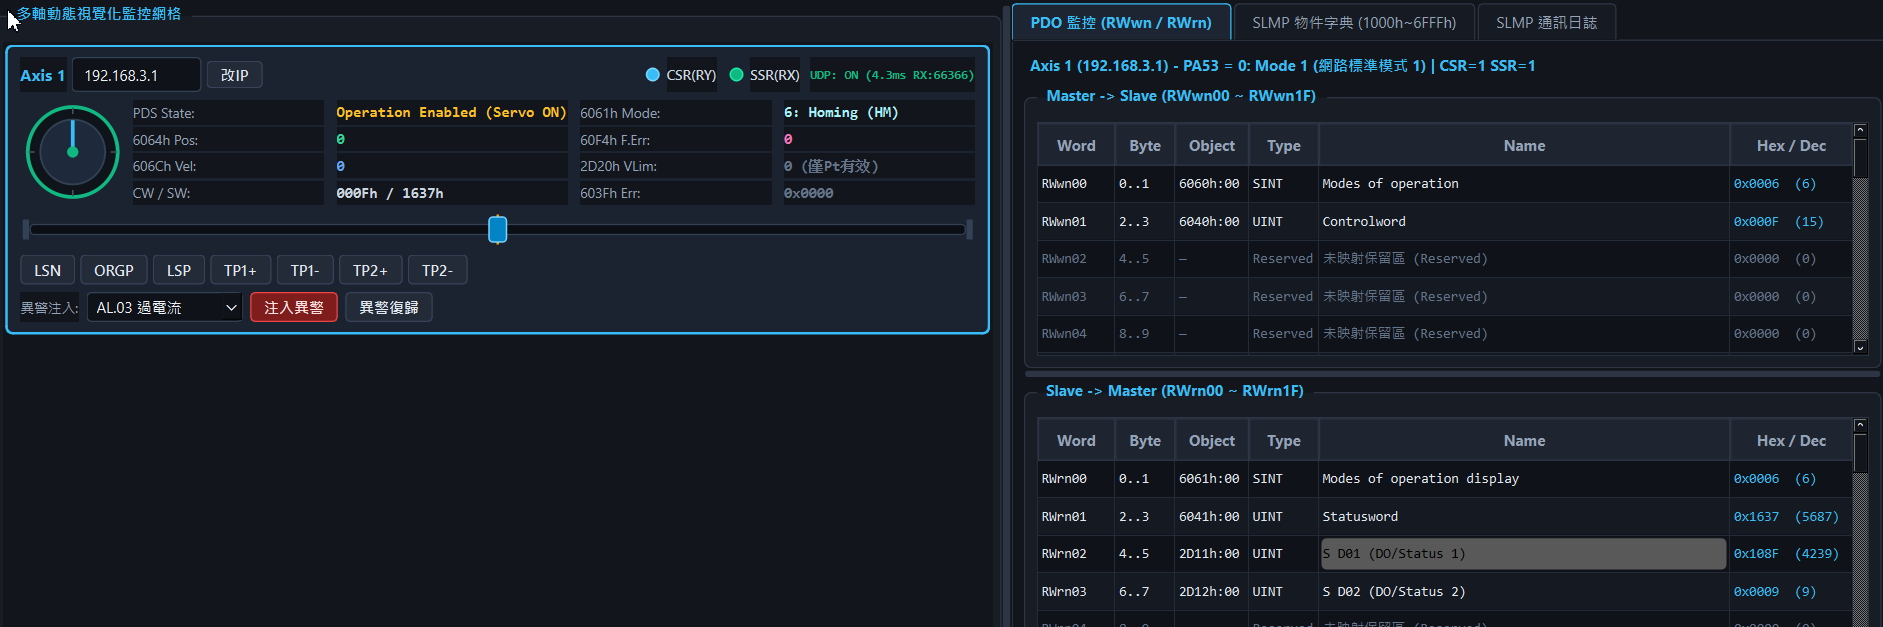 多軸動態視覺化監控網格
Axis 1 192.168.3.1 改IP CSR(RY) SSR(RX) UDP: ON (4.3ms RX:66366)
PDS State: Operation Enabled (Servo ON) 6061h Mode: 6: Homing (HM)
6064h Pos: 0 60F4h F.Err: 0
606Ch Vel: 0 2D20h VLim: 0 (僅Pt有效)
CW / SW: 000Fh / 1637h 603Fh Err: 0x0000
LSN ORGP LSP TP1+ TP1- TP2+ TP2-
異警注入: AL.03 過電流 注入異警 異警復歸
PDO 監控 (RWwn / RWrn) SLMP 物件字典 (1000h~6FFFh) SLMP 通訊日誌
Axis 1 (192.168.3.1) - PA53 = 0: Mode 1 (網路標準模式 1) | CSR=1 SSR=1
Master -> Slave (RWwn00 ~ RWwn1F)
Word Byte Object Type Name Hex / Dec
RWwn00 0..1 6060h:00 SINT Modes of operation 0x0006 (6)
RWwn01 2..3 6040h:00 UINT Controlword 0x000F (15)
RWwn02 4..5 — Reserved 未映射保留區 (Reserved) 0x0000 (0)
RWwn03 6..7 — Reserved 未映射保留區 (Reserved) 0x0000 (0)
RWwn04 8..9 — Reserved 未映射保留區 (Reserved) 0x0000 (0)
Slave -> Master (RWrn00 ~ RWrn1F)
Word Byte Object Type Name Hex / Dec
RWrn00 0..1 6061h:00 SINT Modes of operation display 0x0006 (6)
RWrn01 2..3 6041h:00 UINT Statusword 0x1637 (5687)
RWrn02 4..5 2D11h:00 UINT S D01 (DO/Status 1) 0x108F (4239)
RWrn03 6..7 2D12h:00 UINT S D02 (DO/Status 2) 0x0009 (9)